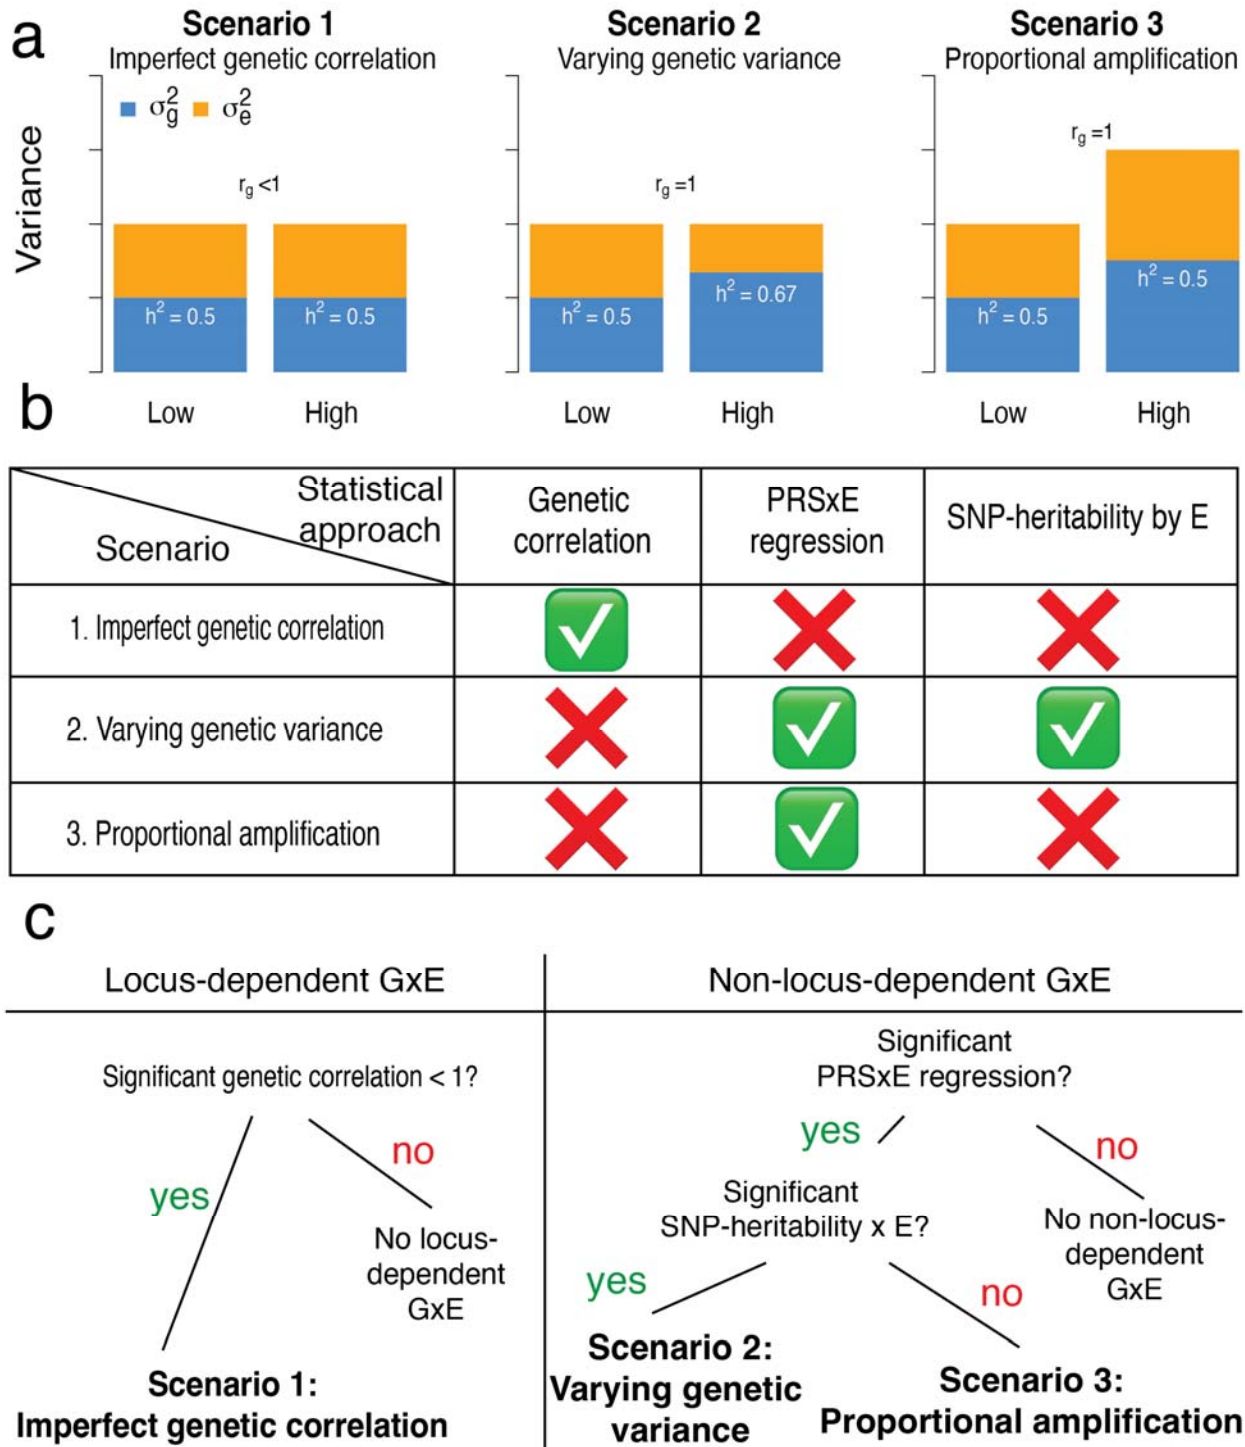 a
Scenario 1
Imperfect genetic correlation
Scenario 2
Varying genetic variance
Scenario 3
Proportional amplification
Variance
σ²g σ²e
rg <1
h² = 0.5
h² = 0.5
Low
High
rg =1
h² = 0.5
h² = 0.67
Low
High
rg =1
h² = 0.5
h² = 0.5
Low
High
b
Statistical
approach
Scenario
Genetic
correlation
PRSxE
regression
SNP-heritability by E
1. Imperfect genetic correlation
2. Varying genetic variance
3. Proportional amplification
c
Locus-dependent GxE
Significant genetic correlation < 1?
yes
no
No locus-
dependent
GxE
Scenario 1:
Imperfect genetic correlation
Non-locus-dependent GxE
Significant
PRSxE regression?
yes
no
Significant
SNP-heritability x E?
No non-locus-
dependent
GxE
yes
no
Scenario 2:
Varying genetic
variance
Scenario 3:
Proportional amplification